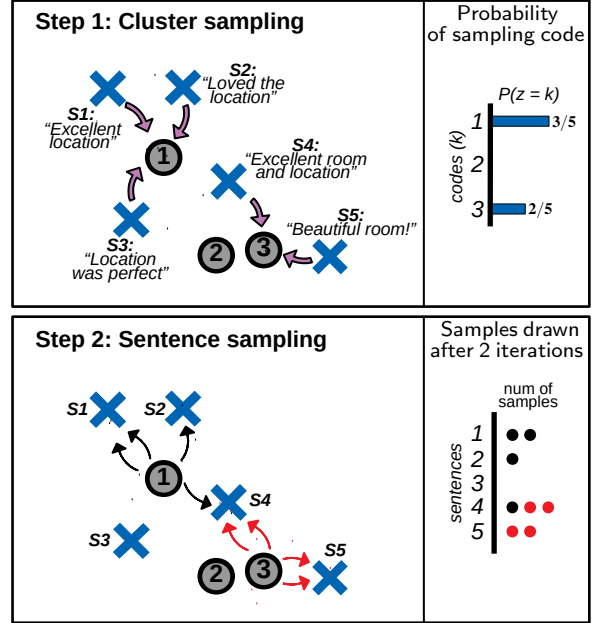 Step 1: Cluster sampling
S1:
“Excellent
location”
S2:
“Loved the
location”
1
S4:
“Excellent room
and location”
S3:
“Location
was perfect”
2
3
S5:
“Beautiful room!”
Probability
of sampling code
P(z = k)
codes (k)
1
3/5
2
3
2/5
Step 2: Sentence sampling
S1
S2
1
S4
S3
2
3
S5
Samples drawn
after 2 iterations
num of
samples
sentences
1
2
3
4
5